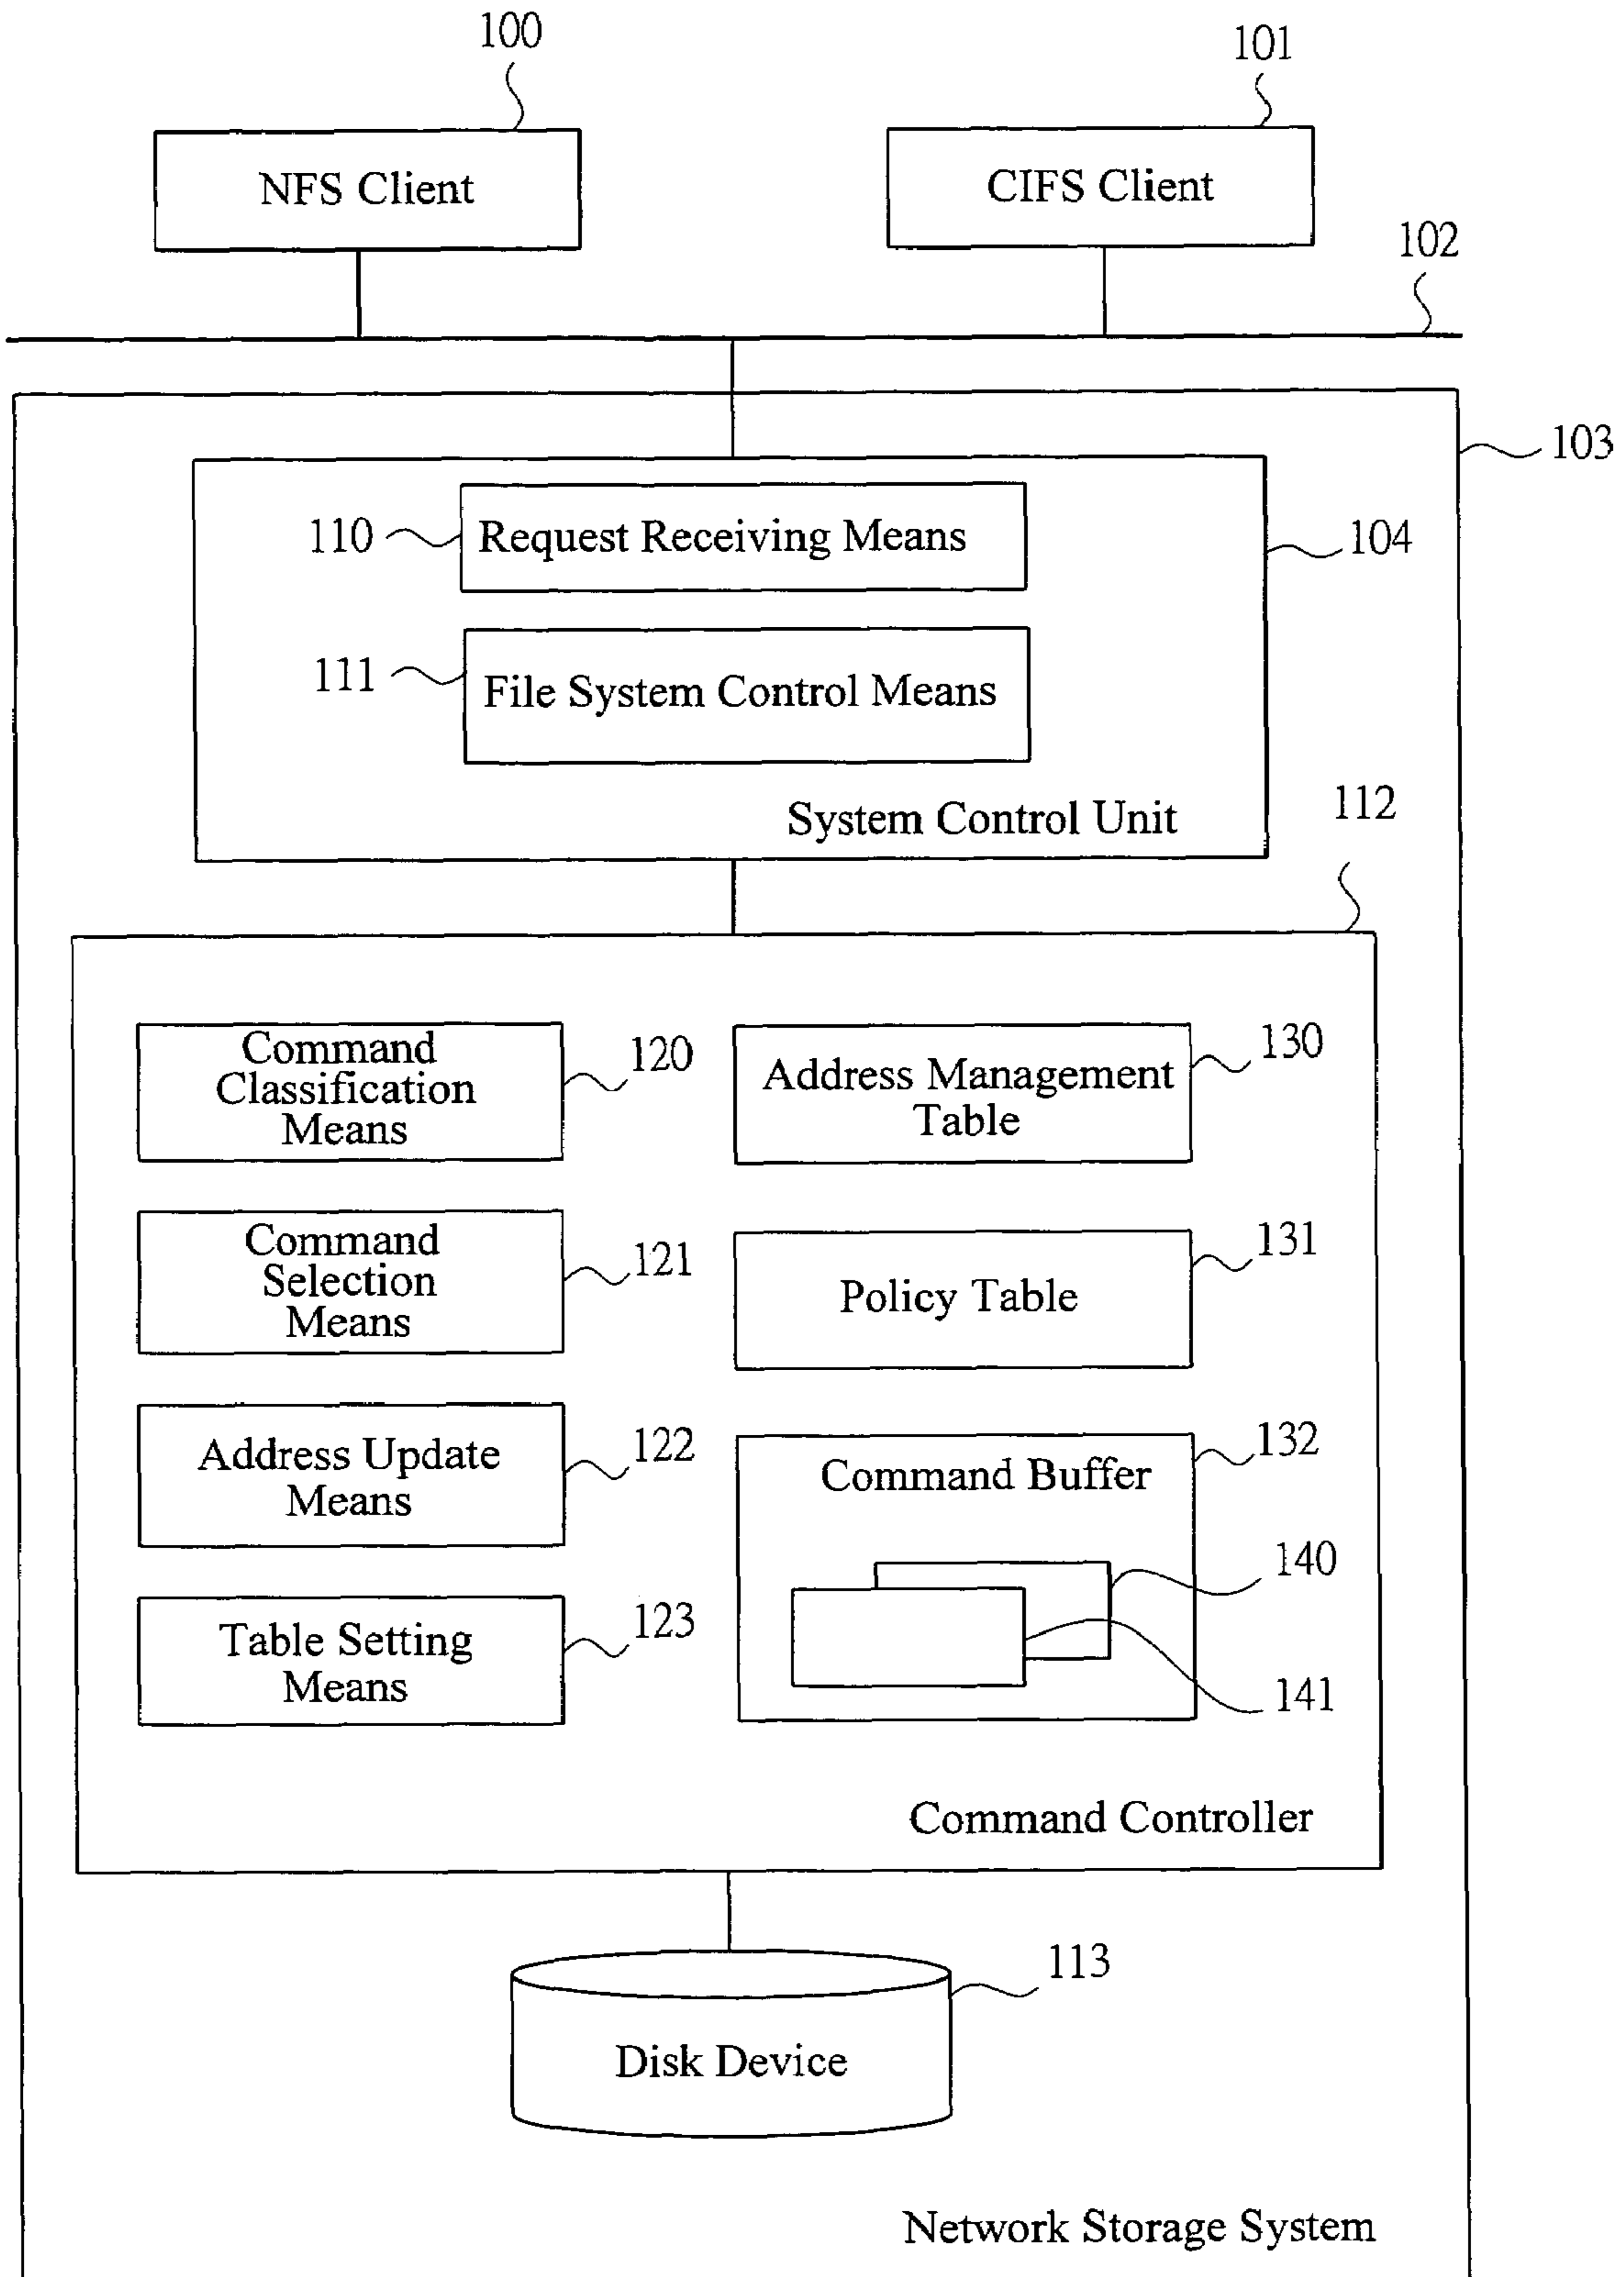 100
101
NFS Client
CIFS Client
102
103
110
Request Receiving Means
104
111
File System Control Means
System Control Unit
112
Command
Classification
Means
120
Address Management
Table
130
Command
Selection
Means
121
Policy Table
131
Address Update
Means
122
Command Buffer
132
140
141
Table Setting
Means
123
Command Controller
113
Disk Device
Network Storage System